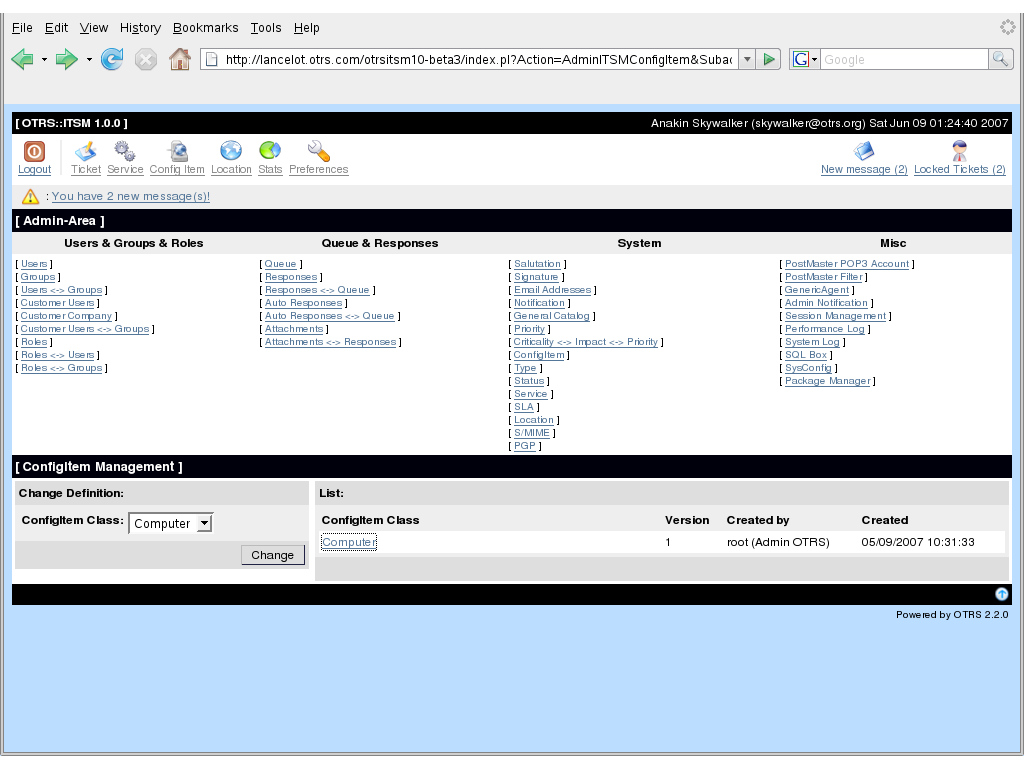 File Edit View History Bookmarks Tools Help
http://lancelot.otrs.com/otrsitsm10-beta3/index.pl?Action=AdminITSMConfigItem&Subac
G Google
[ OTRS::ITSM 1.0.0 ] Anakin Skywalker (skywalker@otrs.org) Sat Jun 09 01:24:40 2007
Logout Ticket Service Config Item Location Stats Preferences New message (2) Locked Tickets (2)
: You have 2 new message(s)!
[ Admin-Area ]
Users & Groups & Roles Queue & Responses System Misc
[ Users ] [ Queue ] [ Salutation ] [ PostMaster POP3 Account ]
[ Groups ] [ Responses ] [ Signature ] [ PostMaster Filter ]
[ Users <-> Groups ] [ Responses <-> Queue ] [ Email Addresses ] [ GenericAgent ]
[ Customer Users ] [ Auto Responses ] [ Notification ] [ Admin Notification ]
[ Customer Company ] [ Auto Responses <-> Queue ] [ General Catalog ] [ Session Management ]
[ Customer Users <-> Groups ] [ Attachments ] [ Priority ] [ Performance Log ]
[ Roles ] [ Attachments <-> Responses ] [ Criticality <-> Impact <-> Priority ] [ System Log ]
[ Roles <-> Users ] [ ConfigItem ] [ SQL Box ]
[ Roles <-> Groups ] [ Type ] [ SysConfig ]
[ Status ] [ Package Manager ]
[ Service ]
[ SLA ]
[ Location ]
[ S/MIME ]
[ PGP ]
[ ConfigItem Management ]
Change Definition: List:
ConfigItem Class: Computer ConfigItem Class Version Created by Created
Computer 1 root (Admin OTRS) 05/09/2007 10:31:33
Change
Powered by OTRS 2.2.0